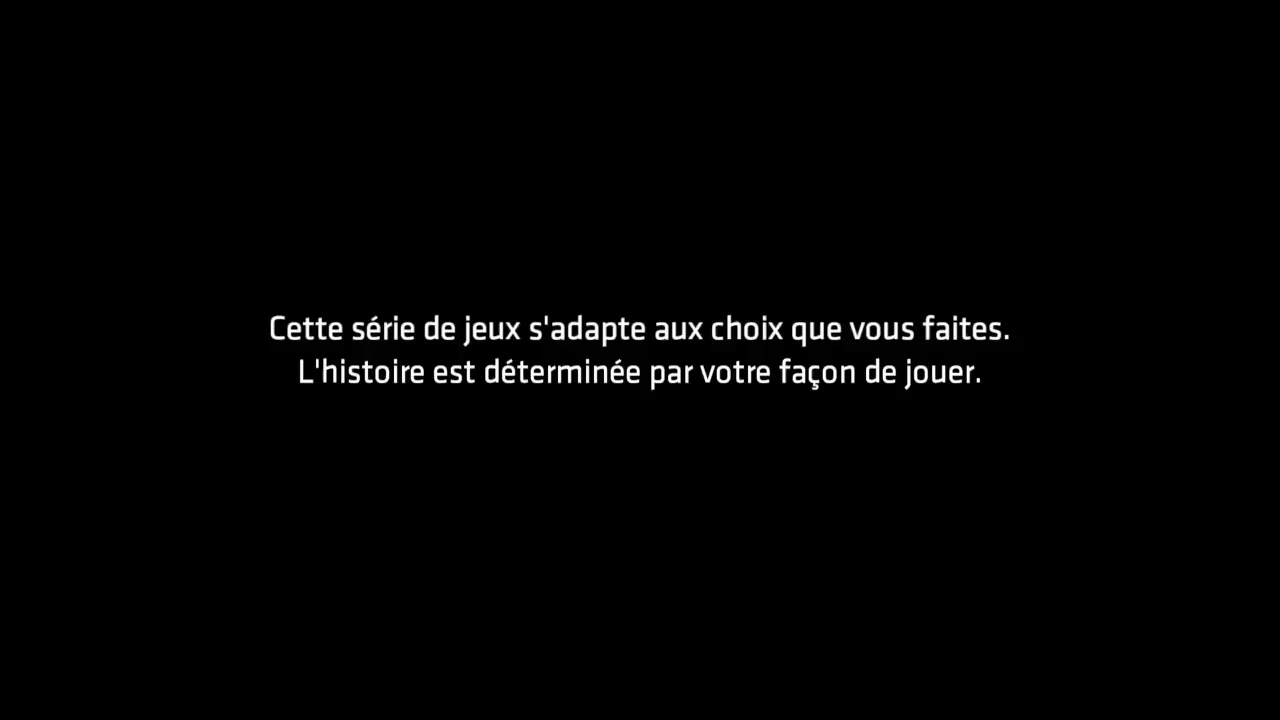 Cette série de jeux s'adapte aux choix que vous faites.
L'histoire est déterminée par votre façon de jouer.